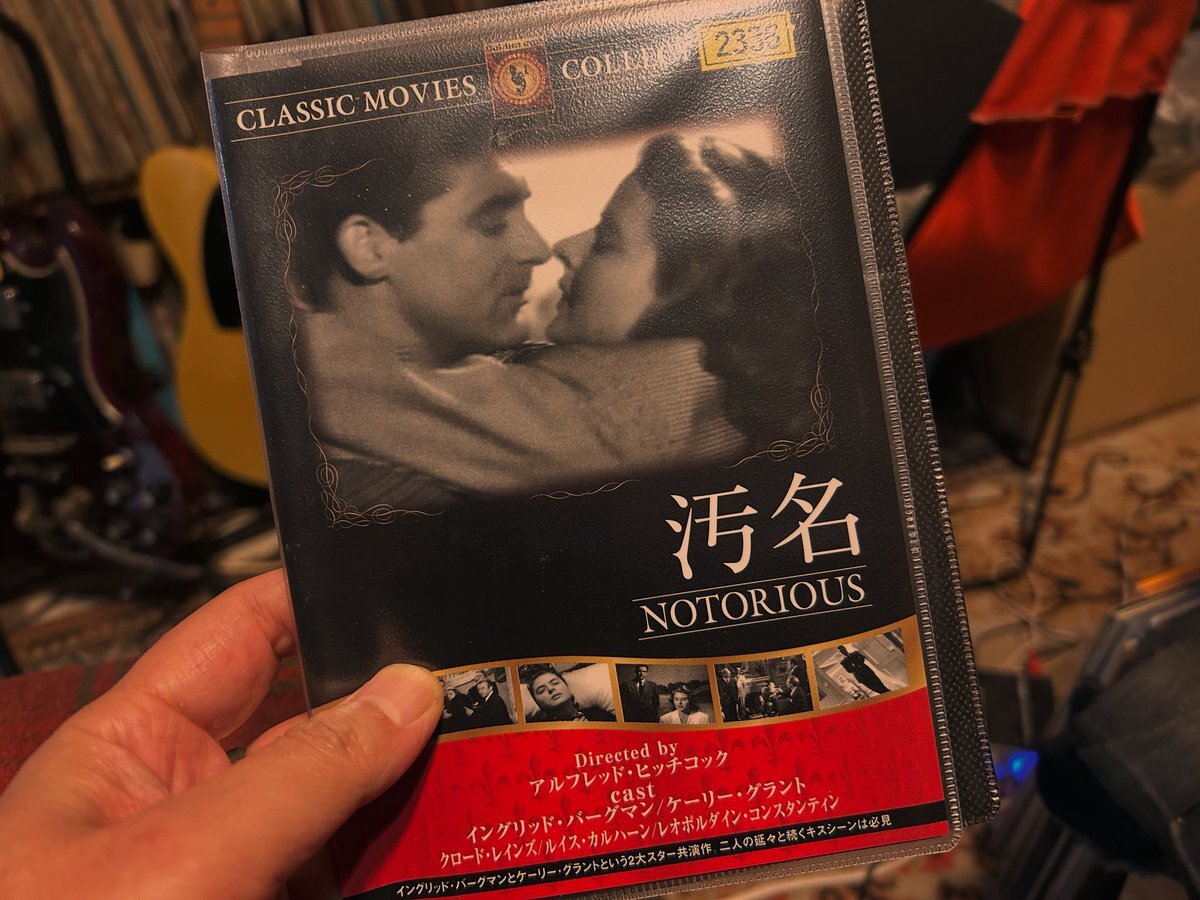 CLASSIC MOVIES
2336
汚名
NOTORIOUS
Directed by
アルフレッド・ヒッチコック
cast
イングリッド・バーグマン/ケーリー・グラント
クロード・レインズ/ルイス・カルハーン/レオポルダイン・コンスタンティン
イングリッド・バーグマンとケーリー・グラントという2大スター共演作。二人の延々と続くキスシーンは必見